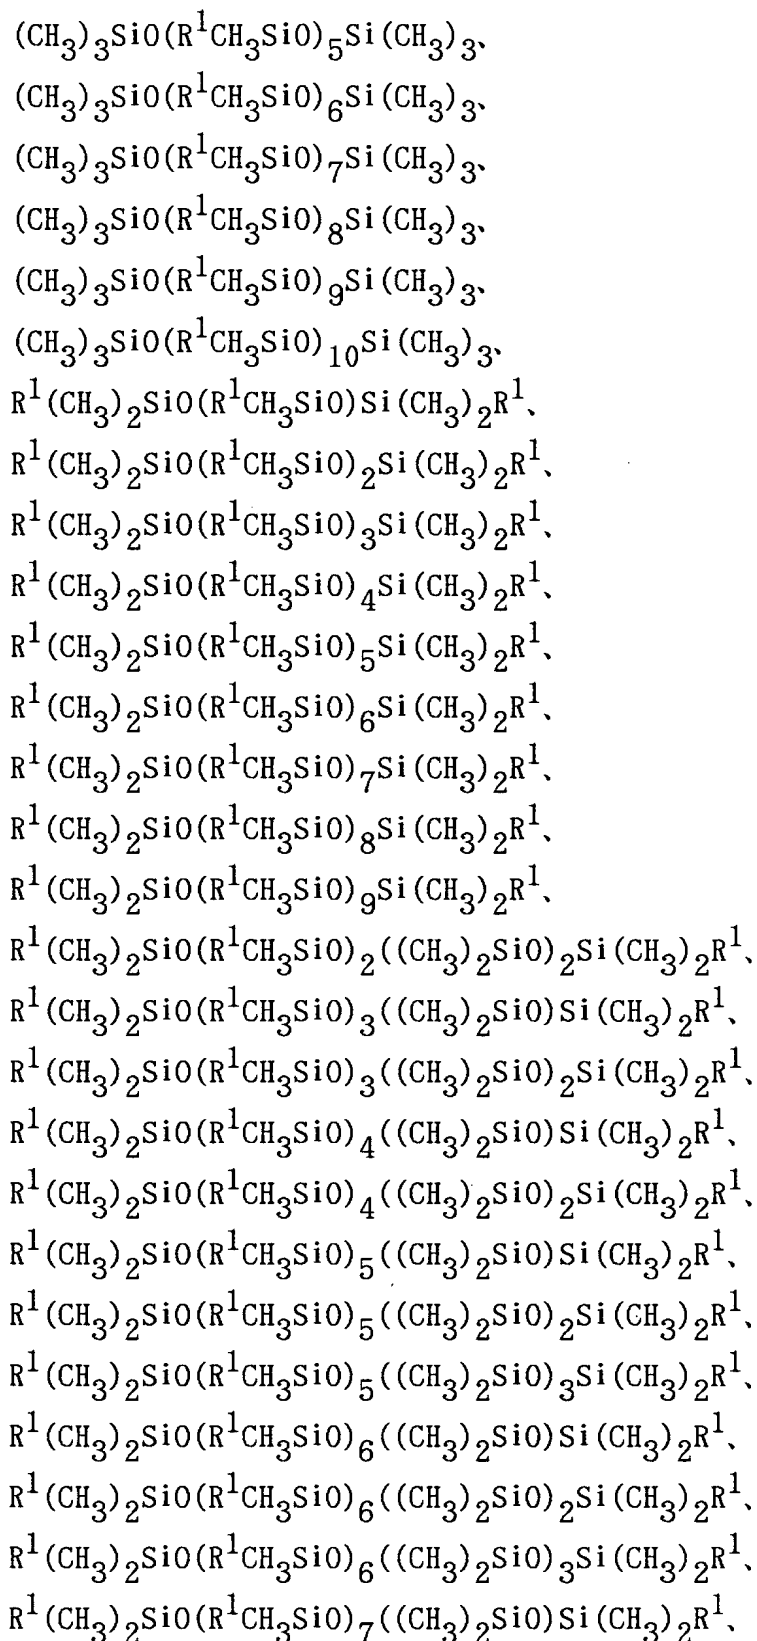 (CH₃)₃SiO(R¹CH₃SiO)₅Si(CH₃)₃、
(CH₃)₃SiO(R¹CH₃SiO)₆Si(CH₃)₃、
(CH₃)₃SiO(R¹CH₃SiO)₇Si(CH₃)₃、
(CH₃)₃SiO(R¹CH₃SiO)₈Si(CH₃)₃、
(CH₃)₃SiO(R¹CH₃SiO)₉Si(CH₃)₃、
(CH₃)₃SiO(R¹CH₃SiO)₁₀Si(CH₃)₃、
R¹(CH₃)₂SiO(R¹CH₃SiO)Si(CH₃)₂R¹、
R¹(CH₃)₂SiO(R¹CH₃SiO)₂Si(CH₃)₂R¹、
R¹(CH₃)₂SiO(R¹CH₃SiO)₃Si(CH₃)₂R¹、
R¹(CH₃)₂SiO(R¹CH₃SiO)₄Si(CH₃)₂R¹、
R¹(CH₃)₂SiO(R¹CH₃SiO)₅Si(CH₃)₂R¹、
R¹(CH₃)₂SiO(R¹CH₃SiO)₆Si(CH₃)₂R¹、
R¹(CH₃)₂SiO(R¹CH₃SiO)₇Si(CH₃)₂R¹、
R¹(CH₃)₂SiO(R¹CH₃SiO)₈Si(CH₃)₂R¹、
R¹(CH₃)₂SiO(R¹CH₃SiO)₉Si(CH₃)₂R¹、
R¹(CH₃)₂SiO(R¹CH₃SiO)₂((CH₃)₂SiO)₂Si(CH₃)₂R¹、
R¹(CH₃)₂SiO(R¹CH₃SiO)₃((CH₃)₂SiO)Si(CH₃)₂R¹、
R¹(CH₃)₂SiO(R¹CH₃SiO)₃((CH₃)₂SiO)₂Si(CH₃)₂R¹、
R¹(CH₃)₂SiO(R¹CH₃SiO)₄((CH₃)₂SiO)Si(CH₃)₂R¹、
R¹(CH₃)₂SiO(R¹CH₃SiO)₄((CH₃)₂SiO)₂Si(CH₃)₂R¹、
R¹(CH₃)₂SiO(R¹CH₃SiO)₅((CH₃)₂SiO)Si(CH₃)₂R¹、
R¹(CH₃)₂SiO(R¹CH₃SiO)₅((CH₃)₂SiO)₂Si(CH₃)₂R¹、
R¹(CH₃)₂SiO(R¹CH₃SiO)₅((CH₃)₂SiO)₃Si(CH₃)₂R¹、
R¹(CH₃)₂SiO(R¹CH₃SiO)₆((CH₃)₂SiO)Si(CH₃)₂R¹、
R¹(CH₃)₂SiO(R¹CH₃SiO)₆((CH₃)₂SiO)₂Si(CH₃)₂R¹、
R¹(CH₃)₂SiO(R¹CH₃SiO)₆((CH₃)₂SiO)₃Si(CH₃)₂R¹、
R¹(CH₃)₂SiO(R¹CH₃SiO)₇((CH₃)₂SiO)Si(CH₃)₂R¹、